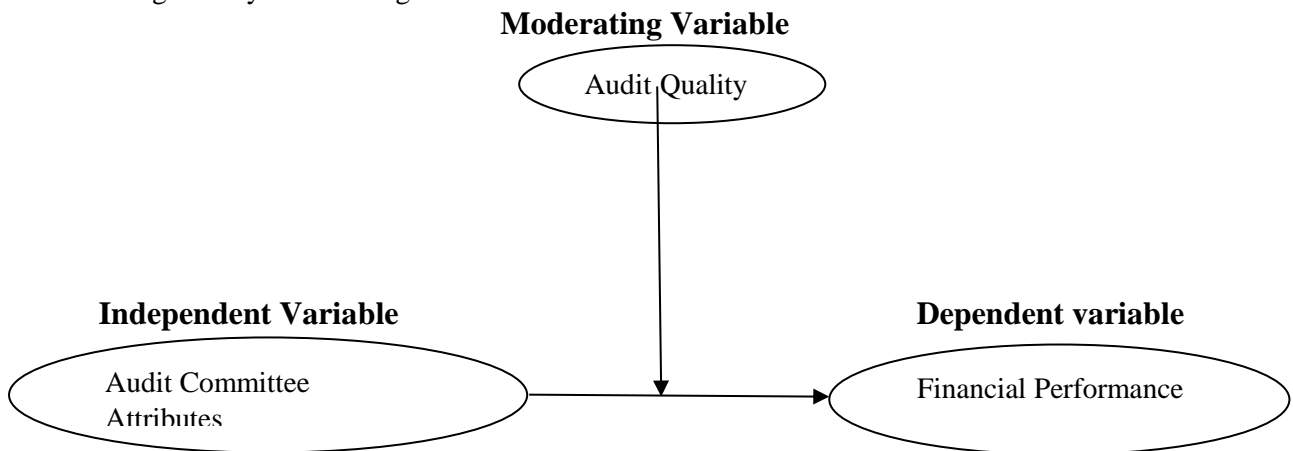 Moderating Variable
Audit Quality
Independent Variable
Dependent variable
Audit Committee
Attributes
Financial Performance